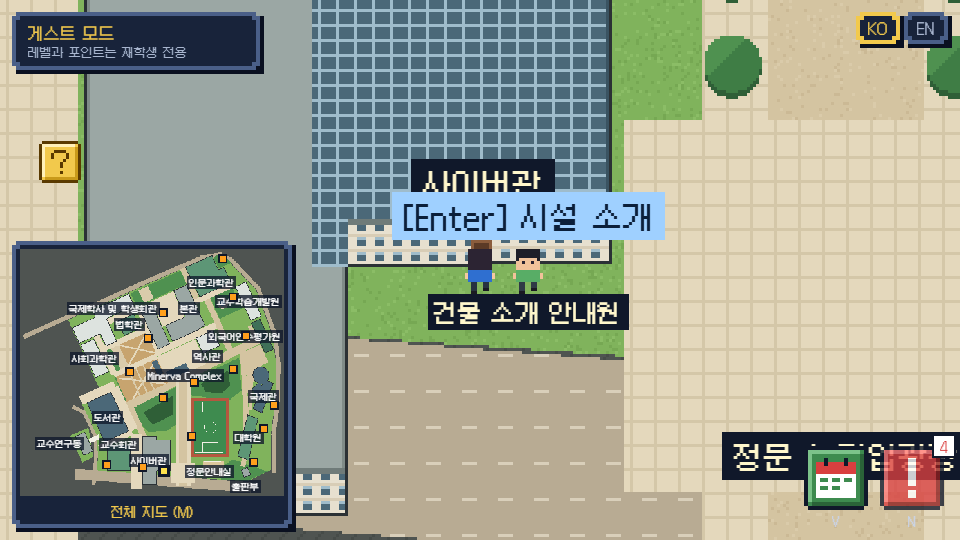 게스트 모드
레벨과 포인트는 재학생 전용
KO
EN
?
사이버관
[Enter] 시설 소개
건물 소개 안내원
인문과학관
국제학사 및 학생회관
본관
교수학습개발원
법학관
역사관
사회과학관
Minerva Complex
국제관
도서관
대학원
교수연구동
교수회관
사이버관
정문안내실
출판부
전체 지도 (M)
정문
4
!
V
N